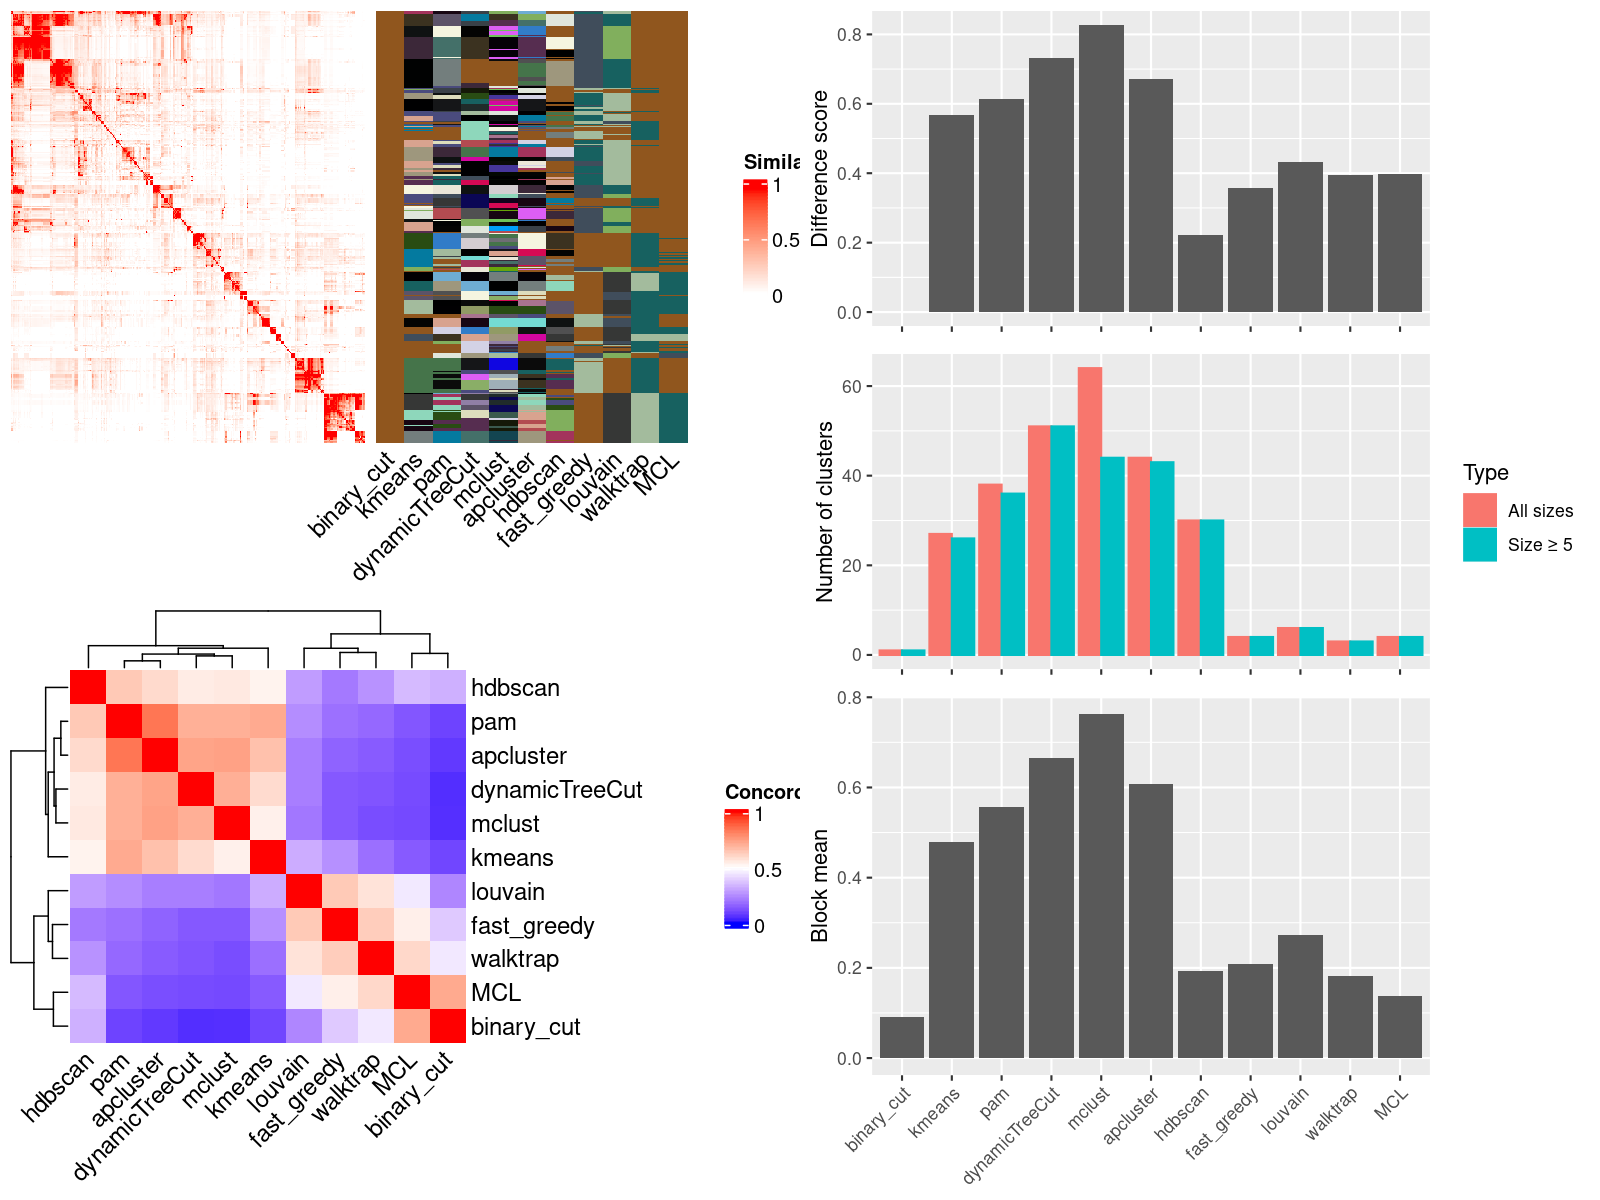 Simila
1
0.5
0
binary_cut
kmeans
pam
dynamicTreeCut
mclust
apcluster
hdbscan
fast_greedy
louvain
walktrap
MCL
hdbscan
pam
apcluster
dynamicTreeCut
mclust
kmeans
louvain
fast_greedy
walktrap
MCL
binary_cut
hdbscan
pam
apcluster
dynamicTreeCut
mclust
kmeans
louvain
fast_greedy
walktrap
MCL
binary_cut
Concord
1
0.5
0
Difference score
0.8
0.6
0.4
0.2
0.0
Number of clusters
60
40
20
0
Type
All sizes
Size ≥ 5
Block mean
0.8
0.6
0.4
0.2
0.0
binary_cut
kmeans
pam
dynamicTreeCut
mclust
apcluster
hdbscan
fast_greedy
louvain
walktrap
MCL